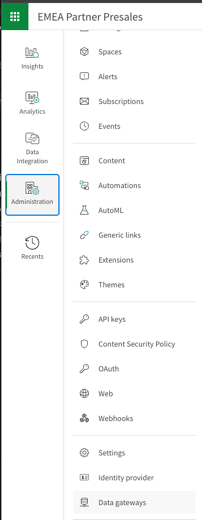 EMEA Partner Presales
Insights
Analytics
Data
Integration
Administration
Recents
Spaces
Alerts
Subscriptions
Events
Content
Automations
AutoML
Generic links
Extensions
Themes
API keys
Content Security Policy
OAuth
Web
Webhooks
Settings
Identity provider
Data gateways